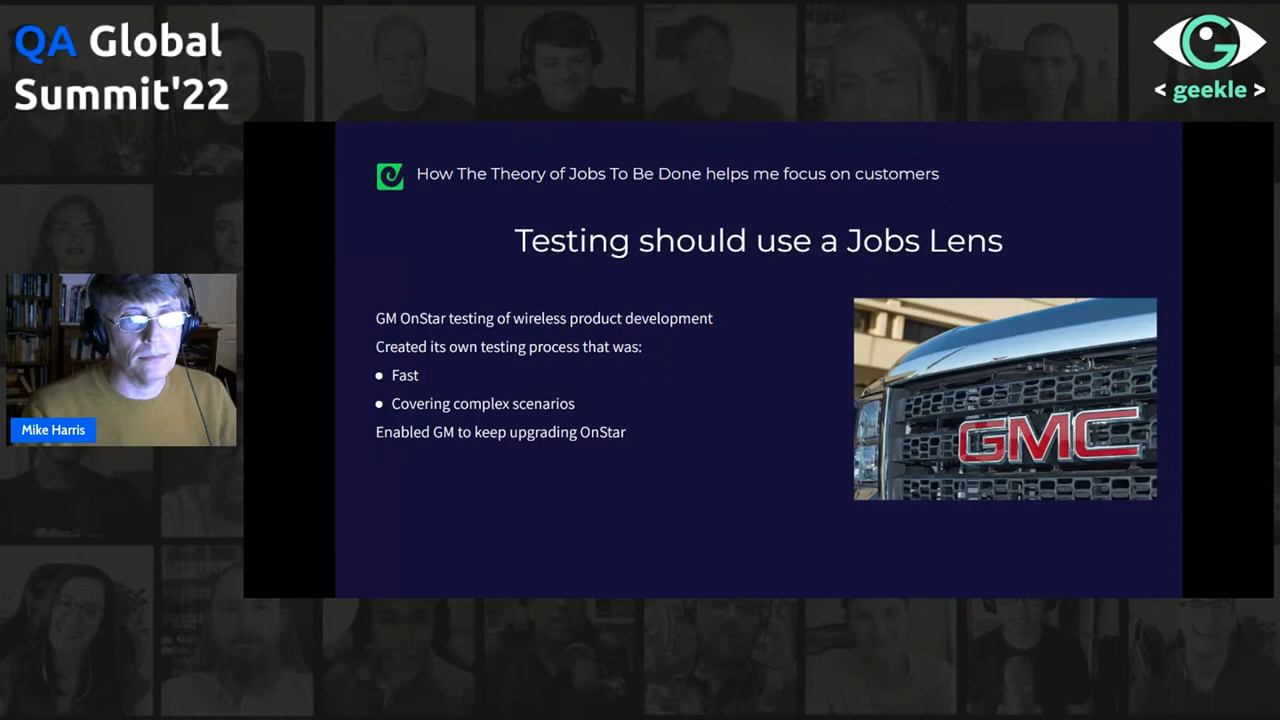 QA Global
Summit'22
< geekle >
How The Theory of Jobs To Be Done helps me focus on customers
Testing should use a Jobs Lens
GM OnStar testing of wireless product development
Created its own testing process that was:
Fast
Covering complex scenarios
Enabled GM to keep upgrading OnStar
GMC
Mike Harris